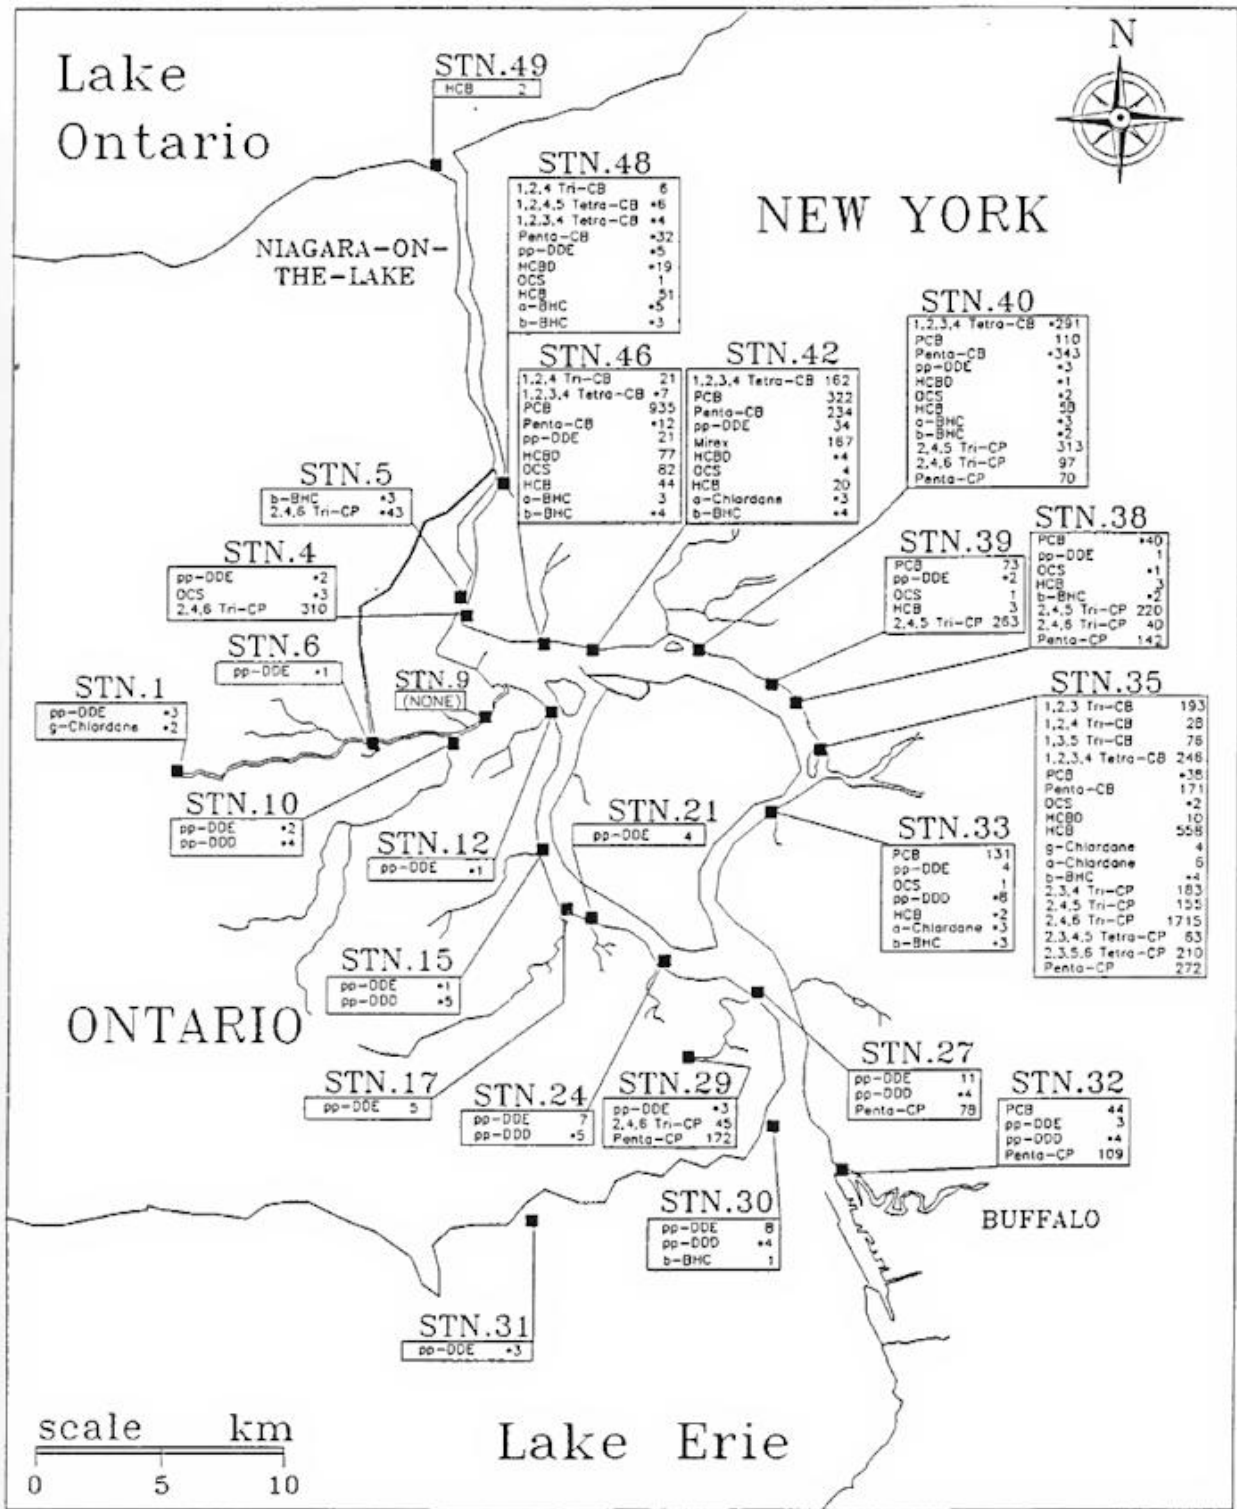 Lake
Ontario
N
NEW YORK
NIAGARA-ON-
THE-LAKE
STN.49
HCB 2
STN.48
1,2,4 Tri-CB 6
1,2,4,5 Tetra-CB *6
1,2,3,4 Tetra-CB *4
Penta-CB *32
pp-DDE *5
HCBD *19
OCS 1
HCB 51
a-BHC *5
b-BHC *3
STN.46
1,2,4 Tri-CB 21
1,2,3,4 Tetra-CB *7
PCB 935
Penta-CB *12
pp-DDE 21
HCBD 77
OCS 82
HCB 44
a-BHC 3
b-BHC *4
STN.42
1,2,3,4 Tetra-CB 162
PCB 322
Penta-CB 234
pp-DDE 34
Mirex 167
HCBD *4
OCS 4
HCB 20
a-Chlordane *3
b-BHC *4
STN.40
1,2,3,4 Tetra-CB *291
PCB 110
Penta-CB *343
pp-DDE *3
HCBD *1
OCS *2
HCB 58
a-BHC *3
b-BHC *2
2,4,5 Tri-CP 313
2,4,6 Tri-CP 97
Penta-CP 70
STN.5
b-BHC *3
2,4,6 Tri-CP *43
STN.4
pp-DDE *2
OCS *3
2,4,6 Tri-CP 310
STN.39
PCB 73
pp-DDE *2
OCS 1
HCB 3
2,4,5 Tri-CP 263
STN.38
PCB *40
pp-DDE 1
OCS *1
HCB 3
b-BHC *2
2,4,5 Tri-CP 220
2,4,6 Tri-CP 40
Penta-CP 142
STN.6
pp-DDE *1
STN.9
(NONE)
STN.1
pp-DDE *3
g-Chlordane *2
STN.35
1,2,3 Tri-CB 193
1,2,4 Tri-CB 28
1,3,5 Tri-CB 76
1,2,3,4 Tetra-CB 246
PCB *38
Penta-CB 171
OCS *2
HCBD 10
HCB 558
g-Chlordane 4
a-Chlordane 6
b-BHC *4
2,3,4 Tri-CP 183
2,4,5 Tri-CP 155
2,4,6 Tri-CP 1715
2,3,4,5 Tetra-CP 63
2,3,5,6 Tetra-CP 210
Penta-CP 272
STN.10
pp-DDE *2
pp-DDD *4
STN.12
pp-DDE *1
STN.21
pp-DDE 4
STN.33
PCB 131
pp-DDE 4
OCS 1
pp-DDD *8
HCB *2
a-Chlordane *3
b-BHC *3
STN.15
pp-DDE *1
pp-DDD *5
ONTARIO
STN.17
pp-DDE 5
STN.24
pp-DDE 7
pp-DDD *5
STN.29
pp-DDE *3
2,4,6 Tri-CP 45
Penta-CP 172
STN.27
pp-DDE 11
pp-DDD *4
Penta-CP 78
STN.32
PCB 44
pp-DDE 3
pp-DDD *4
Penta-CP 109
STN.30
pp-DDE 8
pp-DDD *4
b-BHC 1
BUFFALO
STN.31
pp-DDE *3
scale km
0 5 10
Lake Erie